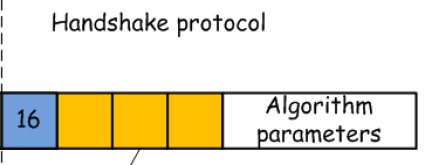 Handshake protocol
16
Algorithm
parameters